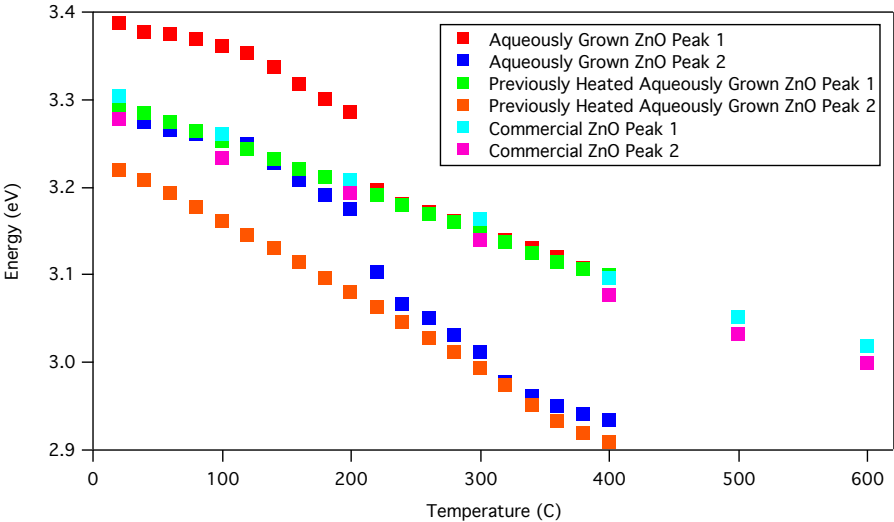 3.4
3.3
3.2
3.1
3.0
2.9
Energy (eV)
0
100
200
300
400
500
600
Temperature (C)
Aqueously Grown ZnO Peak 1
Aqueously Grown ZnO Peak 2
Previously Heated Aqueously Grown ZnO Peak 1
Previously Heated Aqueously Grown ZnO Peak 2
Commercial ZnO Peak 1
Commercial ZnO Peak 2